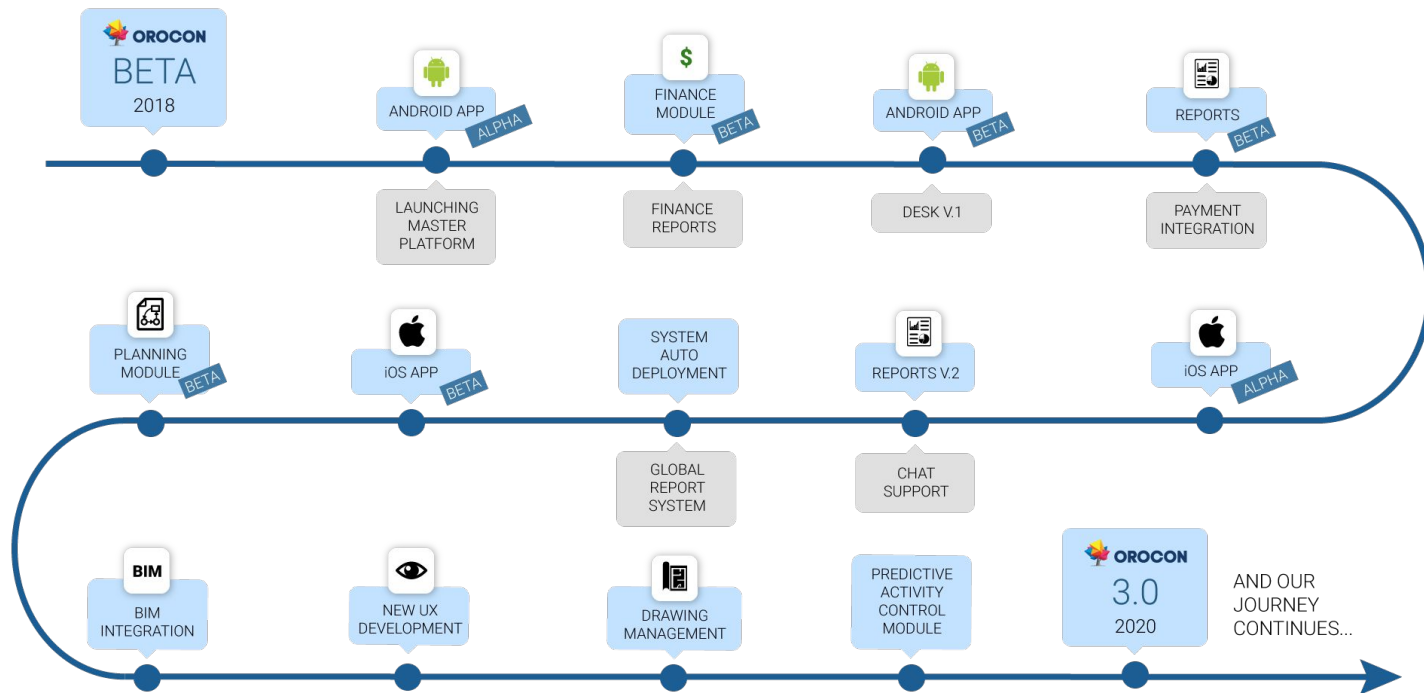 OROCON
BETA
2018
ANDROID APP
ALPHA
LAUNCHING
MASTER
PLATFORM
$
FINANCE
MODULE
BETA
FINANCE
REPORTS
ANDROID APP
BETA
DESK V.1
REPORTS
BETA
PAYMENT
INTEGRATION
iOS APP
ALPHA
REPORTS V.2
CHAT
SUPPORT
SYSTEM
AUTO
DEPLOYMENT
GLOBAL
REPORT
SYSTEM
iOS APP
BETA
PLANNING
MODULE
BETA
BIM
BIM
INTEGRATION
NEW UX
DEVELOPMENT
DRAWING
MANAGEMENT
PREDICTIVE
ACTIVITY
CONTROL
MODULE
OROCON
3.0
2020
AND OUR
JOURNEY
CONTINUES...